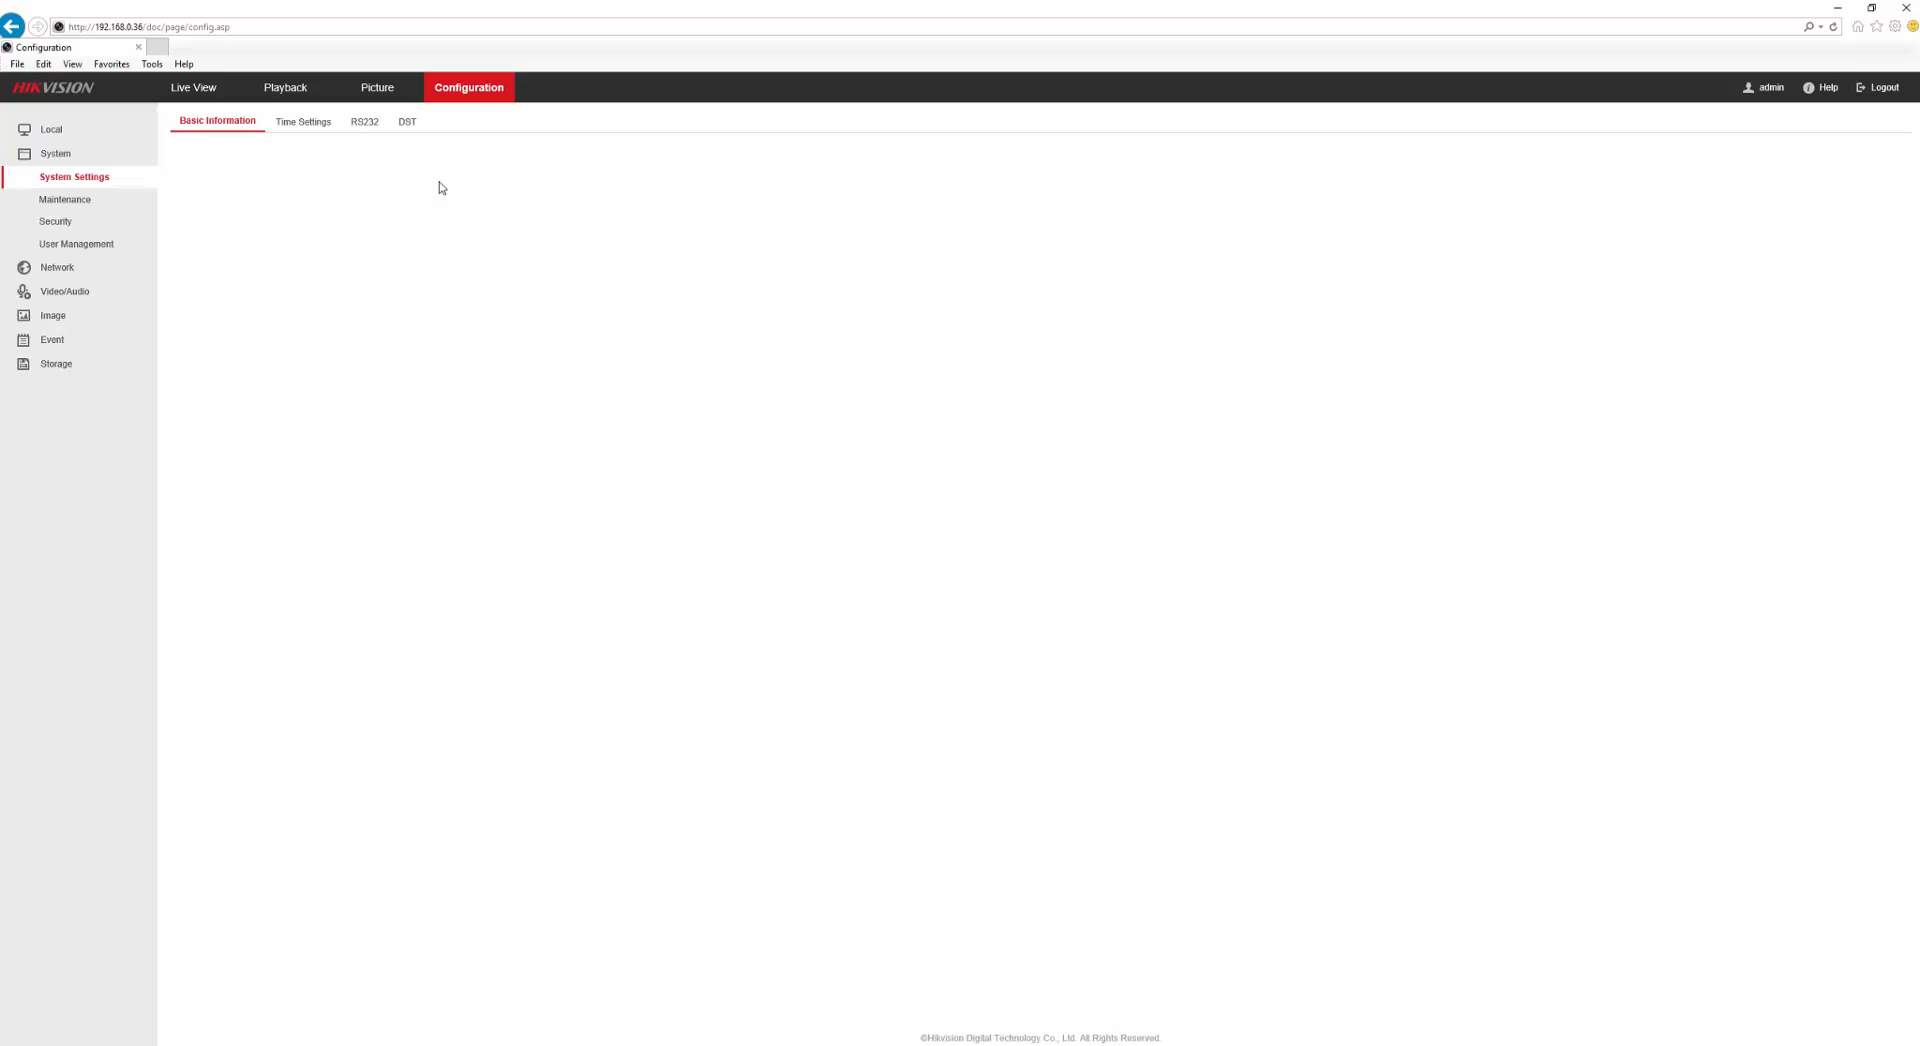 http://192.168.0.36/doc/page/config.asp
Configuration
File Edit View Favorites Tools Help
HIKVISION Live View Playback Picture Configuration admin Help Logout
Basic Information Time Settings RS232 DST
Local
System
System Settings
Maintenance
Security
User Management
Network
Video/Audio
Image
Event
Storage
©Hikvision Digital Technology Co., Ltd. All Rights Reserved.